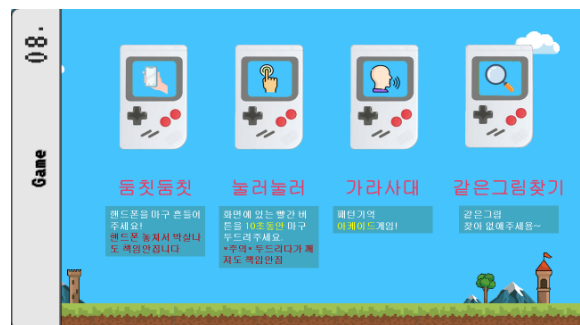 08.
Game
둠칫둠칫
핸드폰을 마구 흔들어
주세요!
핸드폰 놓쳐서 박살나
도 책임안집니다
눌러눌러
화면에 있는 빨간 버
튼을 10초동안 마구
두드려주세요.
*주의* 두드리다가 깨
져도 책임안짐
가라사대
패턴기억
아케이드게임!
같은그림찾기
같은그림
찾아 없애주세용~